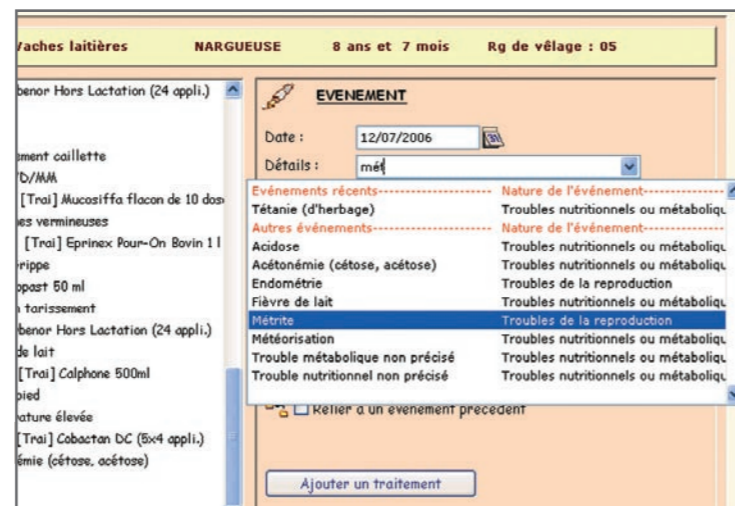 Vaches laitières NARGUEUSE 8 ans et 7 mois Rg de vêlage : 05
benor Hors Lactation (24 appli.)
ment caillette
D/MM
[Trai] Mucosiffa flacon de 10 dos
es vermineuses
[Trai] Eprinex Pour-On Bovin 1 l
rippe
opast 50 ml
tarissement
benor Hors Lactation (24 appli.)
de lait
[Trai] Calphone 500ml
pied
ature élevée
[Trai] Cobactan DC (5x4 appli.)
émie (cétose, acétose)
EVENEMENT
Date : 12/07/2006
Détails : mét
Evénements récents---------------- Nature de l'événement-----------
Tétanie (d'herbage) Troubles nutritionnels ou métaboliqu
Autres événements----------------- Nature de l'événement-----------
Acidose Troubles nutritionnels ou métaboliqu
Acétonémie (cétose, acétose) Troubles nutritionnels ou métaboliqu
Endométrie Troubles de la reproduction
Fièvre de lait Troubles nutritionnels ou métaboliqu
Métrite Troubles de la reproduction
Météorisation Troubles nutritionnels ou métaboliqu
Trouble métabolique non précisé Troubles nutritionnels ou métaboliqu
Trouble nutritionnel non précisé Troubles nutritionnels ou métaboliqu
Relier à un événement précédent
Ajouter un traitement